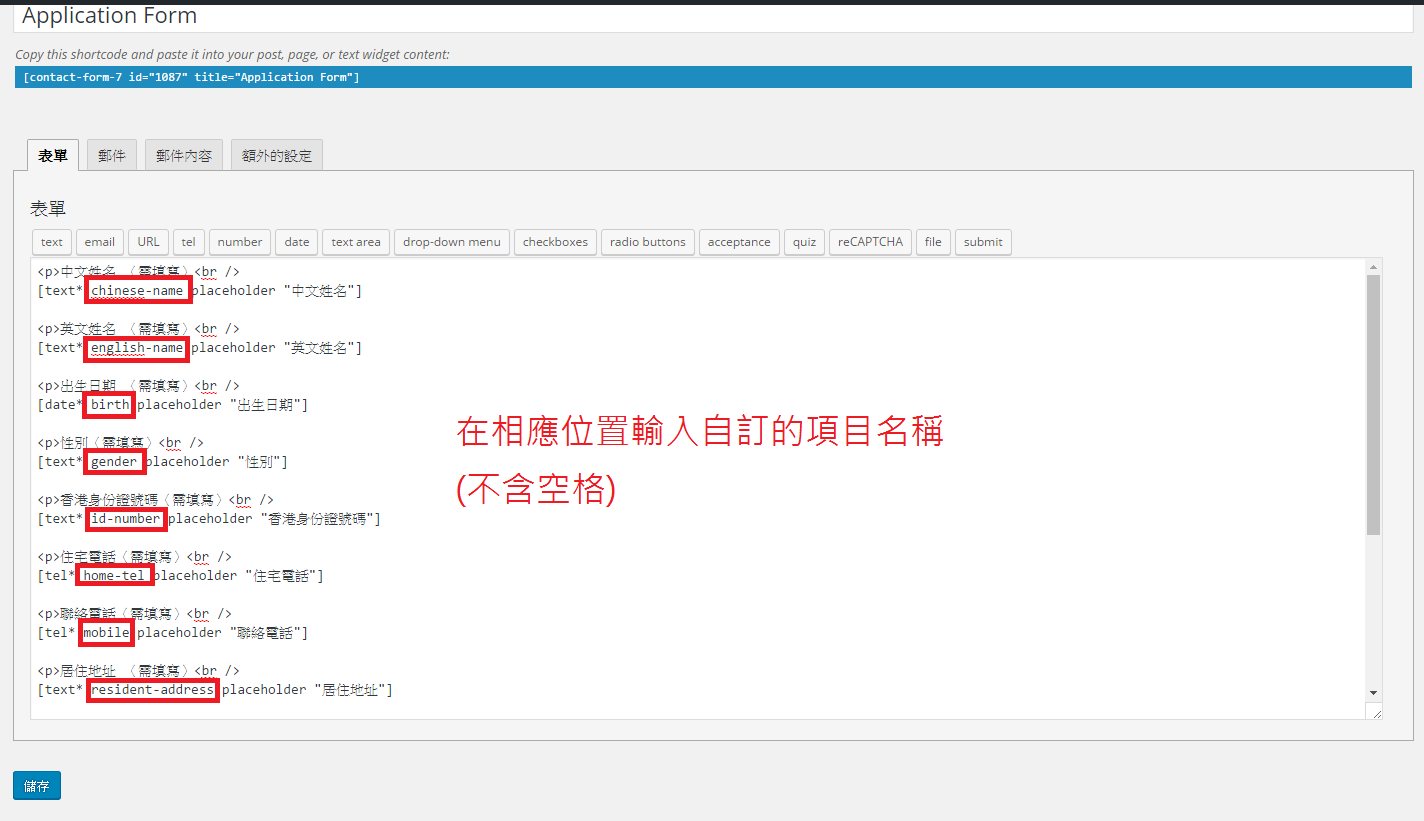 Application Form
Copy this shortcode and paste it into your post, page, or text widget content:
[contact-form-7 id="1087" title="Application Form"]
表單 郵件 郵件內容 額外的設定
表單
text email URL tel number date text area drop-down menu checkboxes radio buttons acceptance quiz reCAPTCHA file submit
<p>中文姓名 （需填寫）<br />
[text* chinese-name placeholder "中文姓名"]
<p>英文姓名 （需填寫）<br />
[text* english-name placeholder "英文姓名"]
<p>出生日期 （需填寫）<br />
[date* birth placeholder "出生日期"]
<p>性別（需填寫）<br />
[text* gender placeholder "性別"]
<p>香港身份證號碼（需填寫）<br />
[text* id-number placeholder "香港身份證號碼"]
<p>住宅電話（需填寫）<br />
[tel* home-tel placeholder "住宅電話"]
<p>聯絡電話（需填寫）<br />
[tel* mobile placeholder "聯絡電話"]
<p>居住地址 （需填寫）<br />
[text* resident-address placeholder "居住地址"]
在相應位置輸入自訂的項目名稱
(不含空格)
儲存